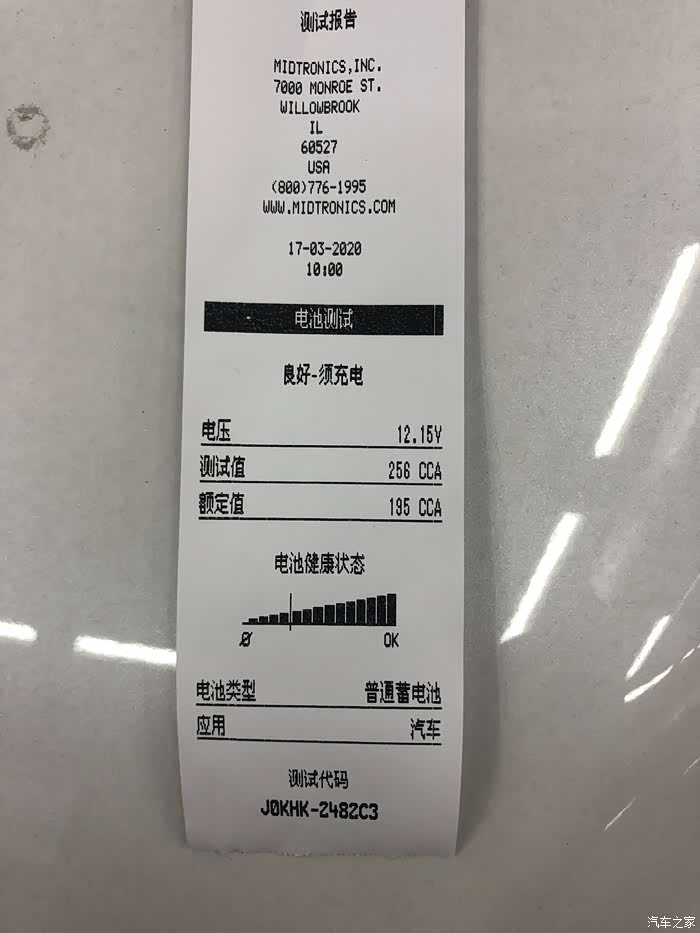 测试报告
MIDTRONICS,INC.
7000 MONROE ST.
WILLOWBROOK
IL
60527
USA
(800)776-1995
WWW.MIDTRONICS.COM
17-03-2020
10:00
电池测试
良好-须充电
电压 12.15V
测试值 256 CCA
额定值 195 CCA
电池健康状态
0 OK
电池类型 普通蓄电池
应用 汽车
测试代码
J0KHK-2482C3
汽车之家